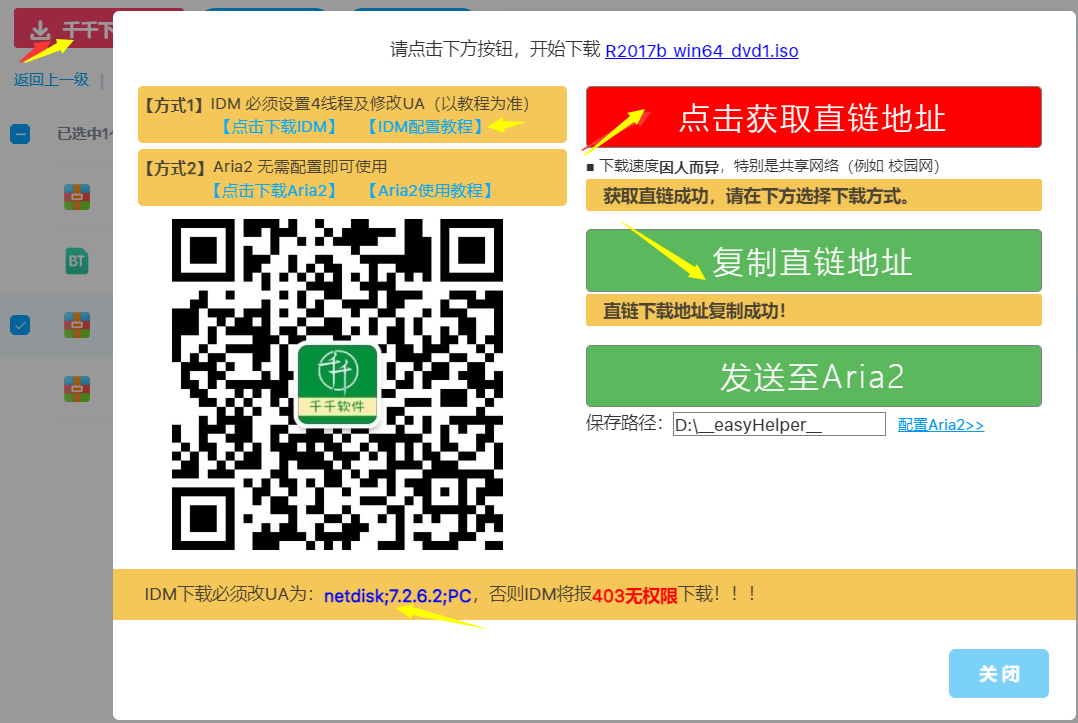 千千下
返回上一级 |
已选中1个
BT
请点击下方按钮，开始下载 R2017b_win64_dvd1.iso
【方式1】IDM 必须设置4线程及修改UA（以教程为准）
【点击下载IDM】 【IDM配置教程】
【方式2】Aria2 无需配置即可使用
【点击下载Aria2】 【Aria2使用教程】
千千软件
点击获取直链地址
■ 下载速度因人而异，特别是共享网络（例如 校园网）
获取直链成功，请在下方选择下载方式。
复制直链地址
直链下载地址复制成功！
发送至Aria2
保存路径：D:\__easyHelper__ 配置Aria2>>
IDM下载必须改UA为：netdisk;7.2.6.2;PC，否则IDM将报403无权限下载！！！
关闭